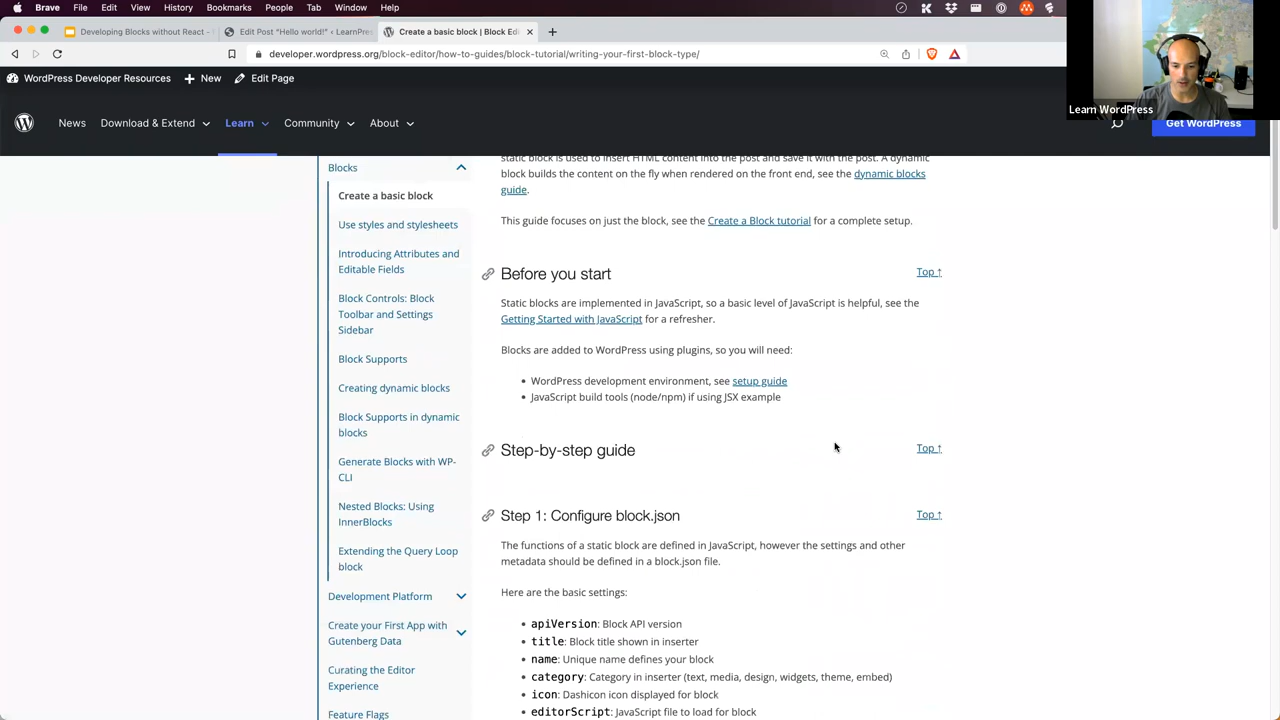 Brave File Edit View History Bookmarks People Tab Window Help
Developing Blocks without React -
Edit Post “Hello world!” ‹ LearnPres
Create a basic block | Block Edi
developer.wordpress.org/block-editor/how-to-guides/block-tutorial/writing-your-first-block-type/
WordPress Developer Resources New Edit Page
Learn WordPress
News Download & Extend Learn Community About Get WordPress
Blocks
Create a basic block
Use styles and stylesheets
Introducing Attributes and
Editable Fields
Block Controls: Block
Toolbar and Settings
Sidebar
Block Supports
Creating dynamic blocks
Block Supports in dynamic
blocks
Generate Blocks with WP-
CLI
Nested Blocks: Using
InnerBlocks
Extending the Query Loop
block
Development Platform
Create your First App with
Gutenberg Data
Curating the Editor
Experience
Feature Flags
static block is used to insert HTML content into the post and save it with the post. A dynamic
block builds the content on the fly when rendered on the front end, see the dynamic blocks
guide.
This guide focuses on just the block, see the Create a Block tutorial for a complete setup.
Before you start Top ↑
Static blocks are implemented in JavaScript, so a basic level of JavaScript is helpful, see the
Getting Started with JavaScript for a refresher.
Blocks are added to WordPress using plugins, so you will need:
• WordPress development environment, see setup guide
• JavaScript build tools (node/npm) if using JSX example
Step-by-step guide Top ↑
Step 1: Configure block.json Top ↑
The functions of a static block are defined in JavaScript, however the settings and other
metadata should be defined in a block.json file.
Here are the basic settings:
• apiVersion: Block API version
• title: Block title shown in inserter
• name: Unique name defines your block
• category: Category in inserter (text, media, design, widgets, theme, embed)
• icon: Dashicon icon displayed for block
• editorScript: JavaScript file to load for block